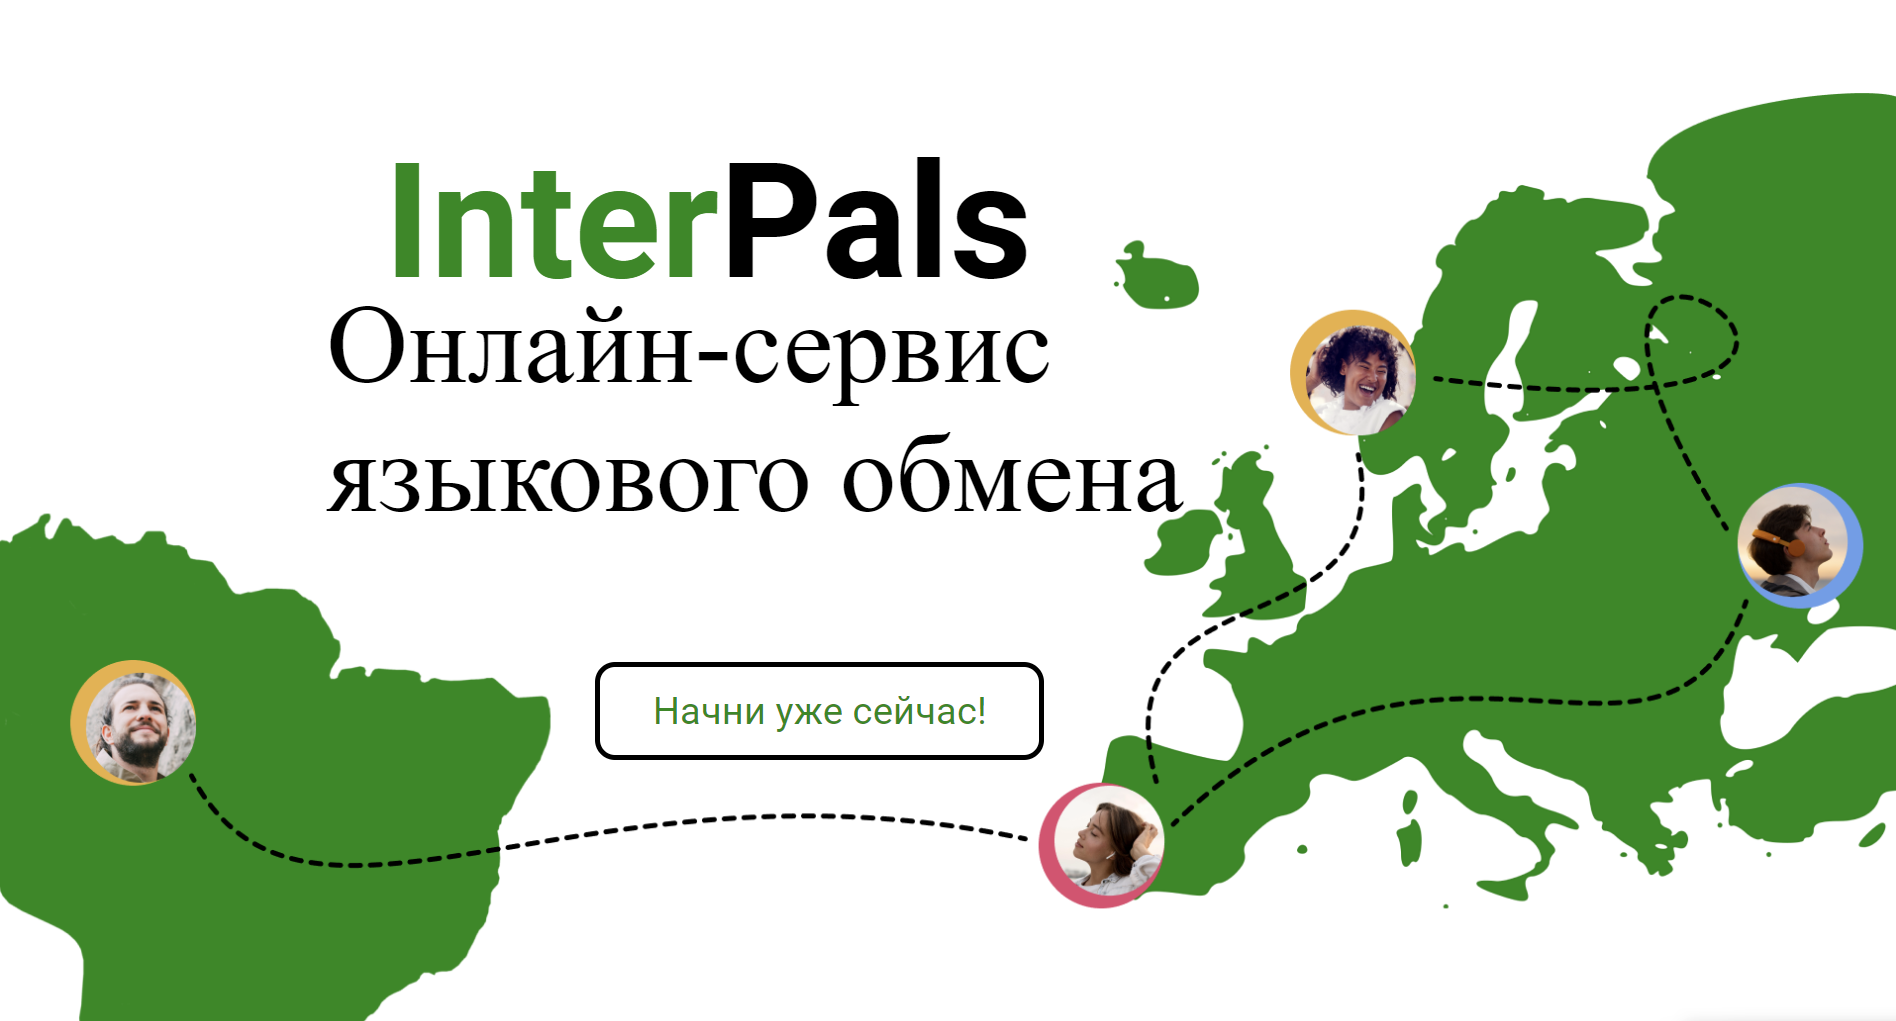 InterPals
Онлайн-сервис
языкового обмена
Начни уже сейчас!